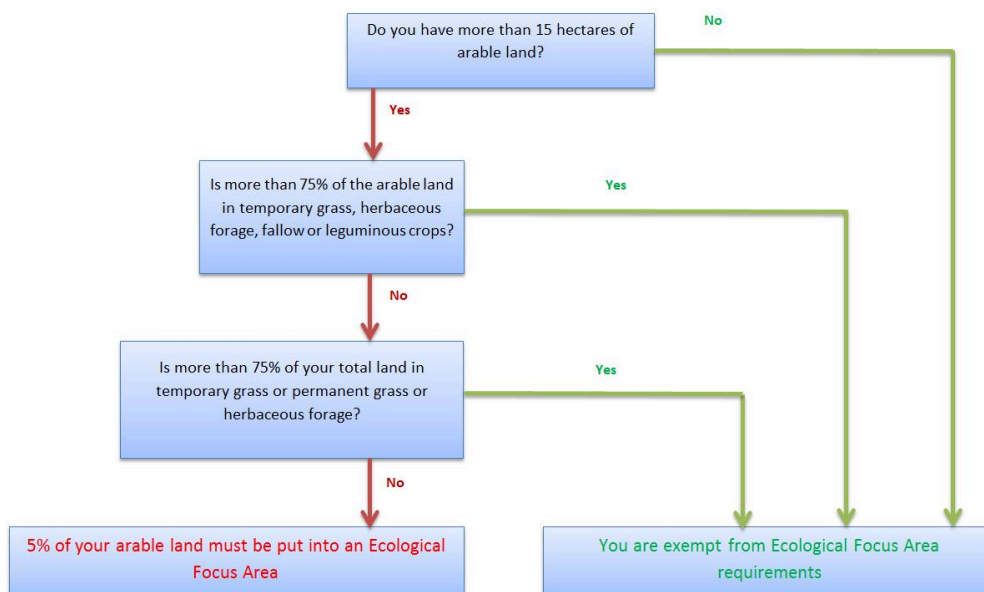 Do you have more than 15 hectares of
arable land?
No
Yes
Is more than 75% of the arable land
in temporary grass, herbaceous
forage, fallow or leguminous crops?
Yes
No
Is more than 75% of your total land in
temporary grass or permanent grass or
herbaceous forage?
Yes
No
5% of your arable land must be put into an Ecological
Focus Area
You are exempt from Ecological Focus Area
requirements